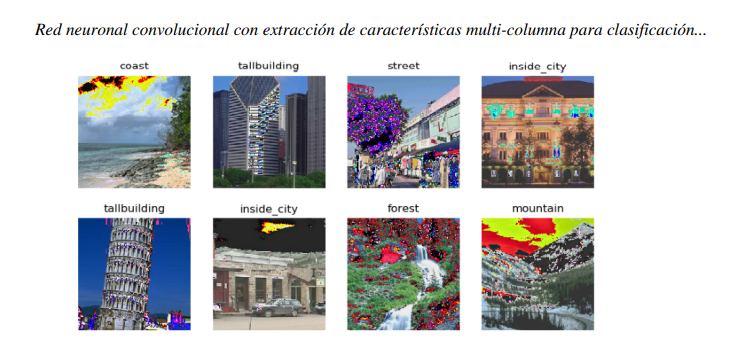 Red neuronal convolucional con extracción de características multi-columna para clasificación...
coast tallbuilding street inside_city
tallbuilding inside_city forest mountain